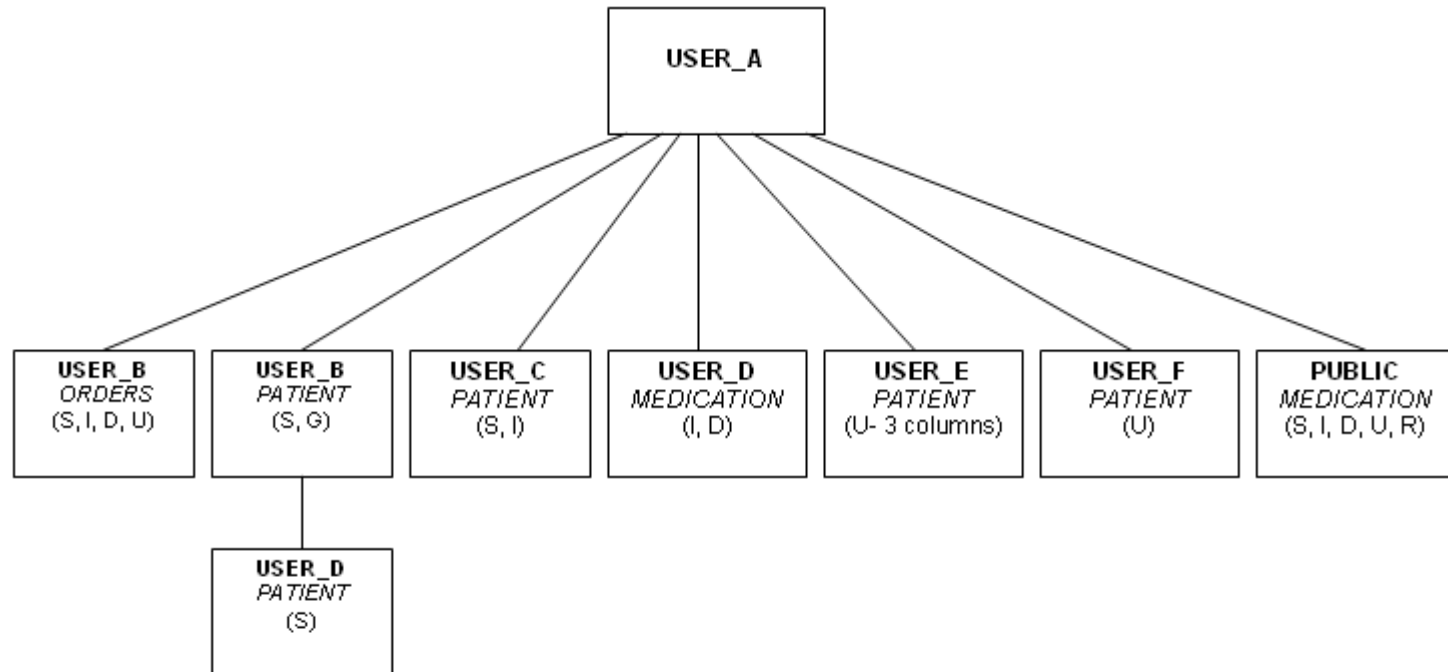 USER_A
USER_B
ORDERS
(S, I, D, U)
USER_B
PATIENT
(S, G)
USER_C
PATIENT
(S, I)
USER_D
MEDICATION
(I, D)
USER_E
PATIENT
(U- 3 columns)
USER_F
PATIENT
(U)
PUBLIC
MEDICATION
(S, I, D, U, R)
USER_D
PATIENT
(S)